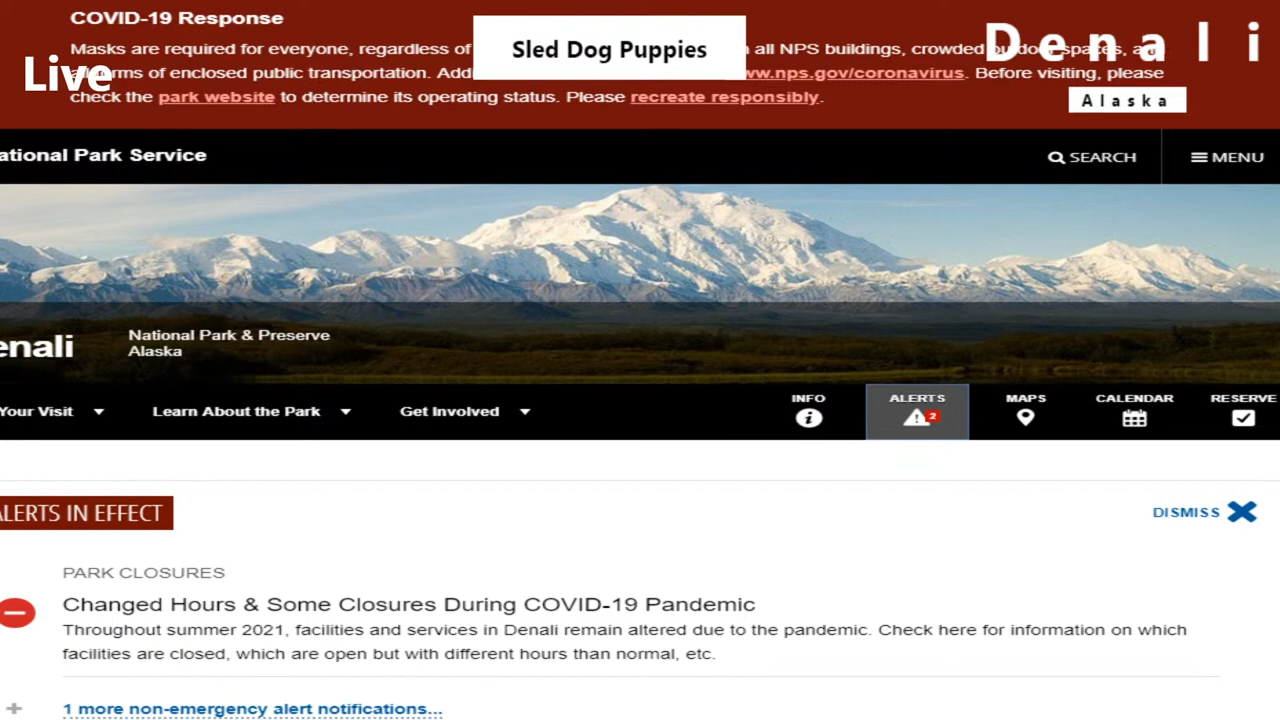 COVID-19 Response
Masks are required for everyone, regardless of
all NPS buildings, crowded outdoor spaces,
of enclosed public transportation.
ww.nps.gov/coronavirus. Before visiting, please
check the park website to determine its operating status. Please recreate responsibly.
Sled Dog Puppies
Live
Denali
Alaska
ational Park Service
SEARCH
MENU
enali
National Park & Preserve
Alaska
Your Visit
Learn About the Park
Get Involved
INFO
ALERTS
2
MAPS
CALENDAR
RESERVE
ALERTS IN EFFECT
DISMISS
PARK CLOSURES
Changed Hours & Some Closures During COVID-19 Pandemic
Throughout summer 2021, facilities and services in Denali remain altered due to the pandemic. Check here for information on which
facilities are closed, which are open but with different hours than normal, etc.
1 more non-emergency alert notifications...